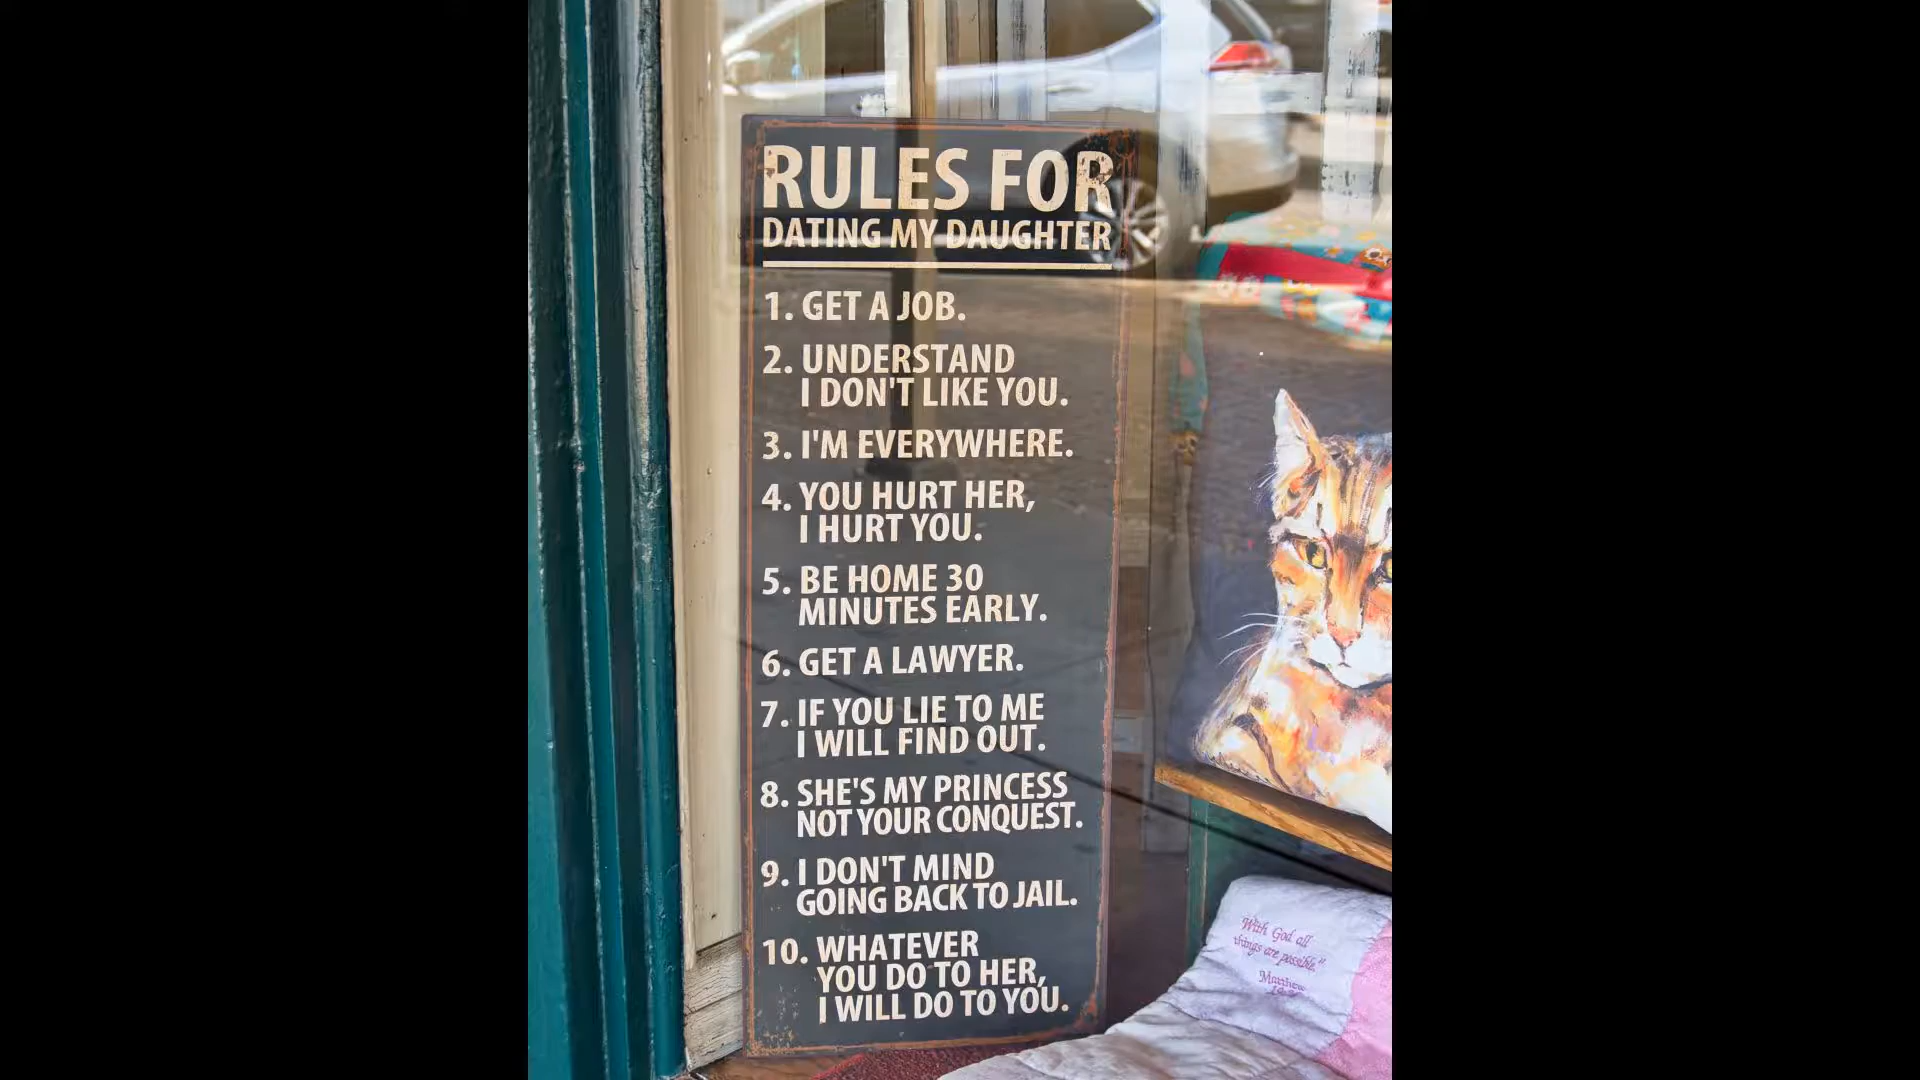 RULES FOR
DATING MY DAUGHTER
1. GET A JOB.
2. UNDERSTAND
I DON'T LIKE YOU.
3. I'M EVERYWHERE.
4. YOU HURT HER,
I HURT YOU.
5. BE HOME 30
MINUTES EARLY.
6. GET A LAWYER.
7. IF YOU LIE TO ME
I WILL FIND OUT.
8. SHE'S MY PRINCESS
NOT YOUR CONQUEST.
9. I DON'T MIND
GOING BACK TO JAIL.
10. WHATEVER
YOU DO TO HER,
I WILL DO TO YOU.
With God all
things are possible."
Matthew